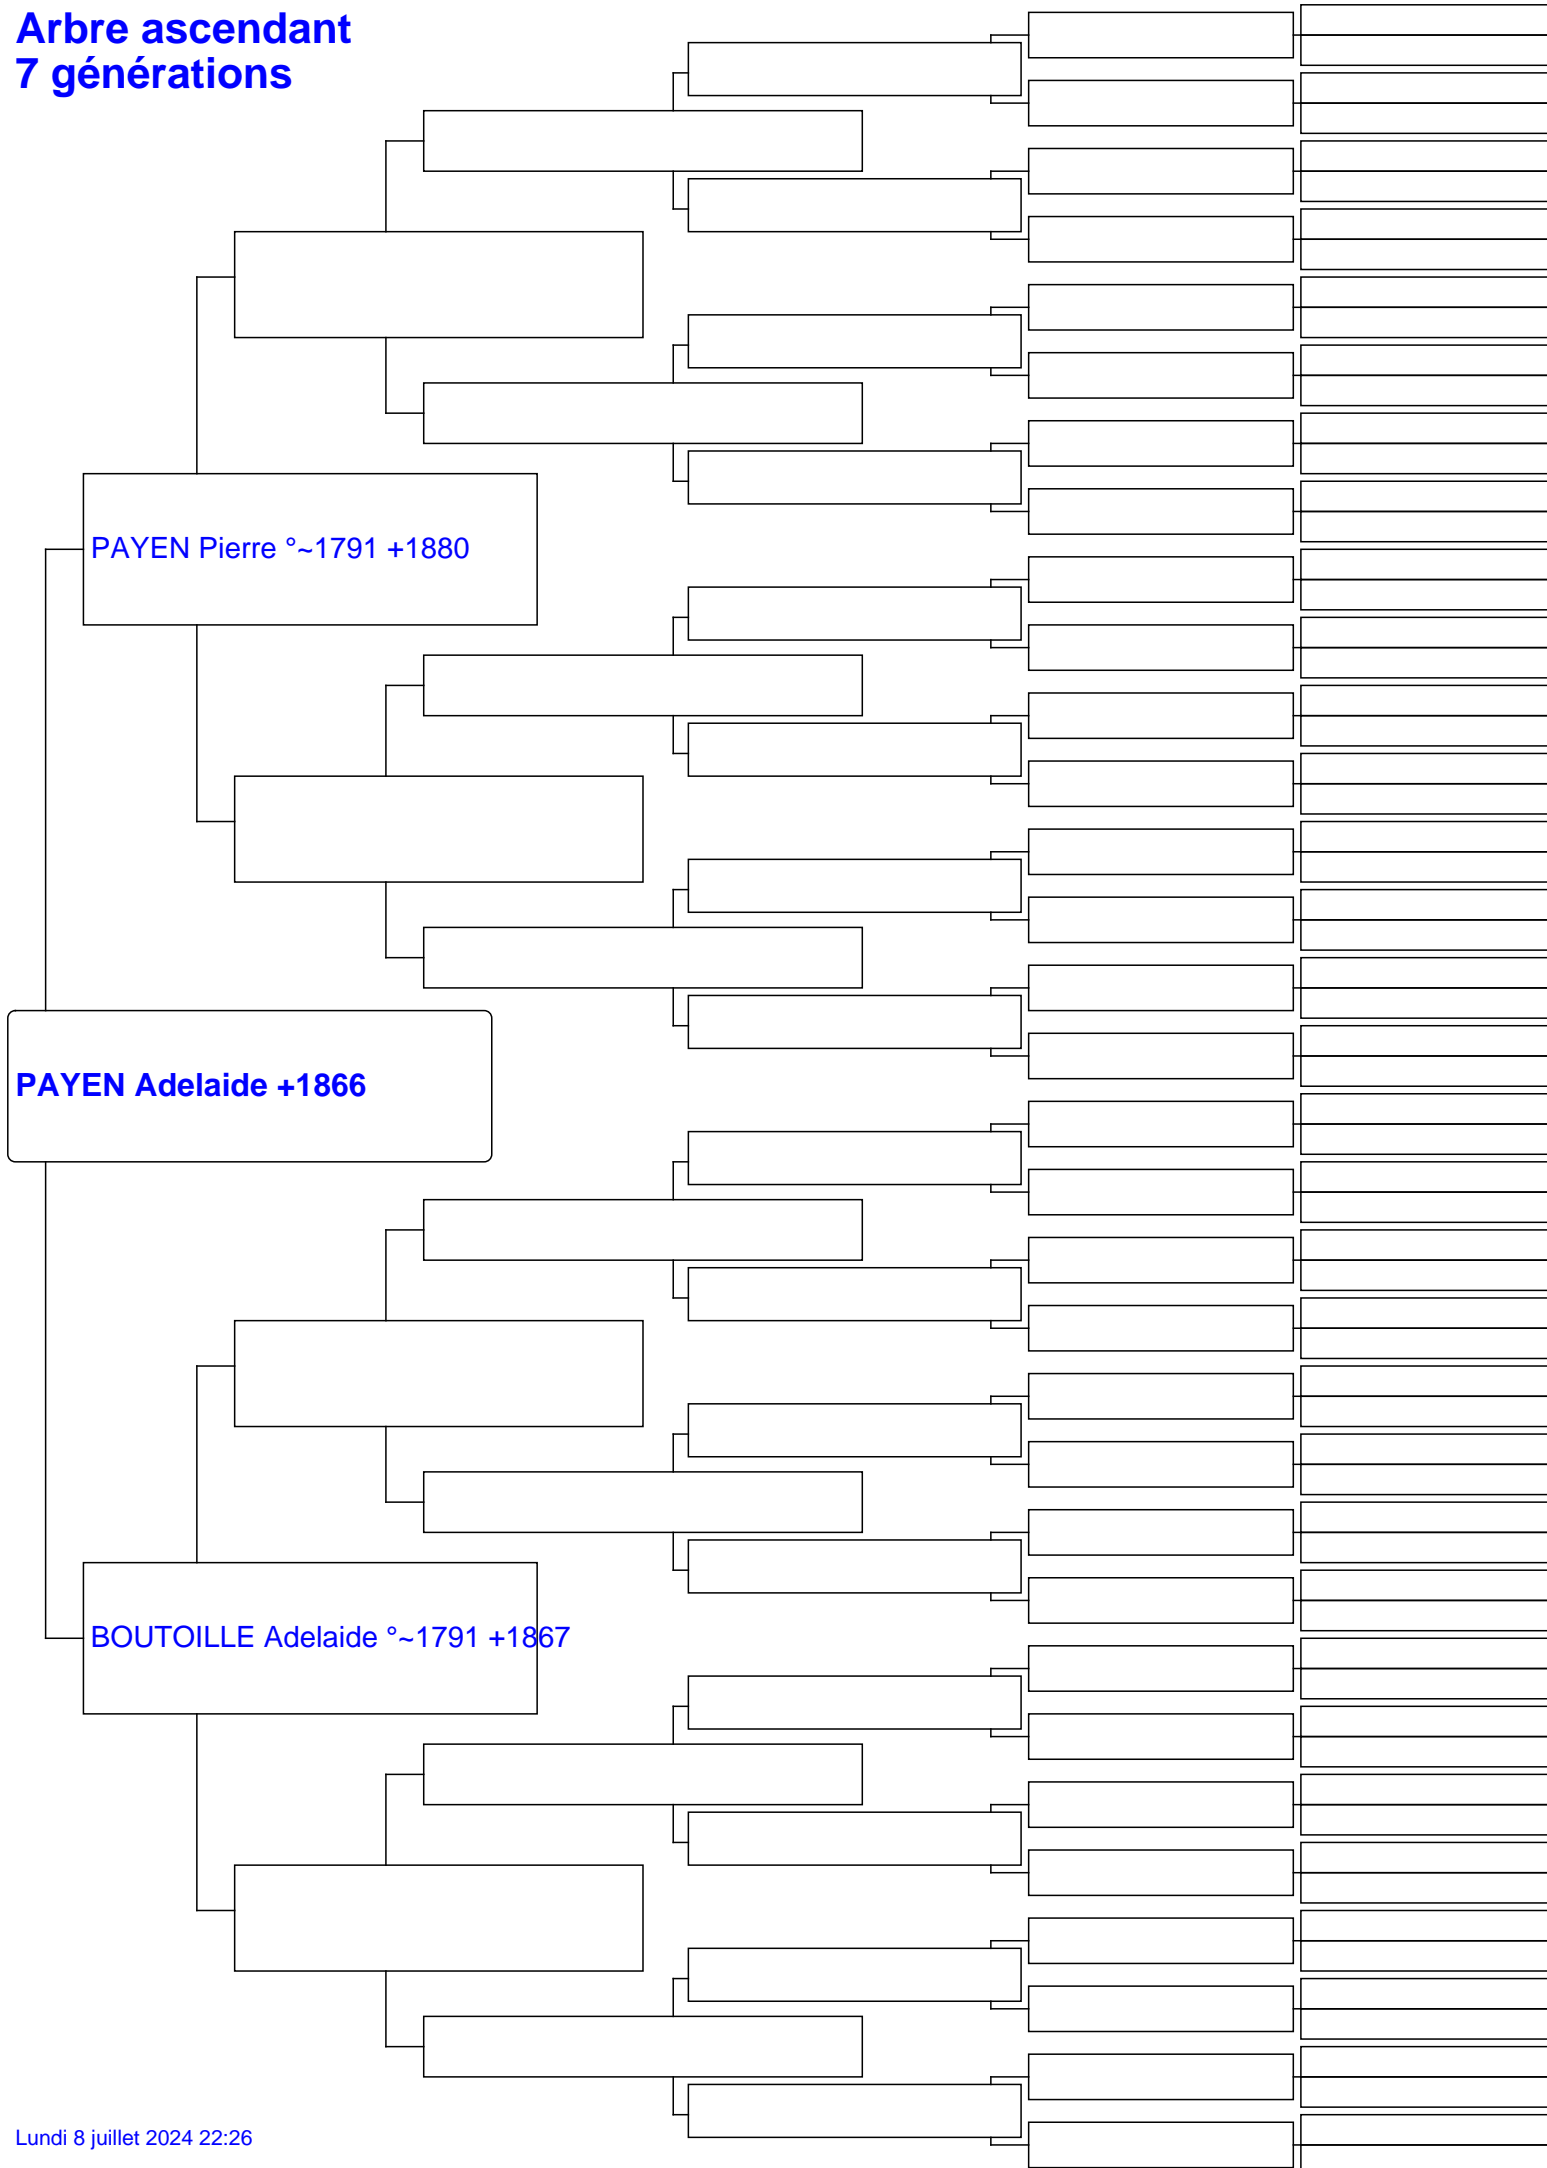 Arbre ascendant
7 générations
PAYEN Pierre °~1791 +1880
PAYEN Adelaide +1866
BOUTOILLE Adelaide °~1791 +1867
Lundi 8 juillet 2024 22:26